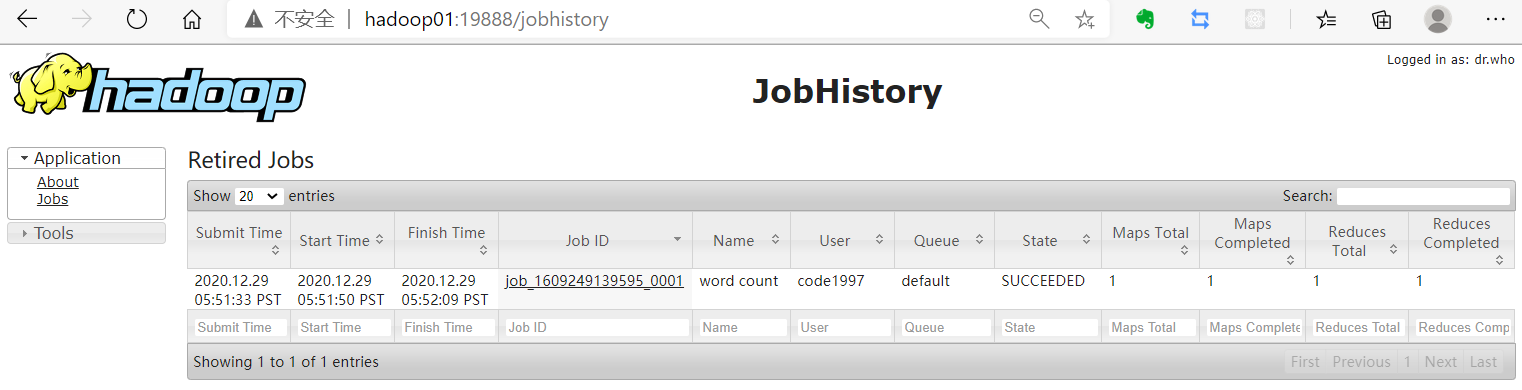 不安全 | hadoop01:19888/jobhistory
Logged in as: dr.who
hadoop
JobHistory
Application
About
Jobs
Tools
Retired Jobs
Show 20 entries
Search:
Submit Time Start Time Finish Time Job ID Name User Queue State Maps Total Maps Completed Reduces Total Reduces Completed
2020.12.29 05:51:33 PST 2020.12.29 05:51:50 PST 2020.12.29 05:52:09 PST job_1609249139595_0001 word count code1997 default SUCCEEDED 1 1 1 1
Submit Time Start Time Finish Time Job ID Name User Queue State Maps Total Maps Complete Reduces Total Reduces Comp
Showing 1 to 1 of 1 entries
First Previous 1 Next Last